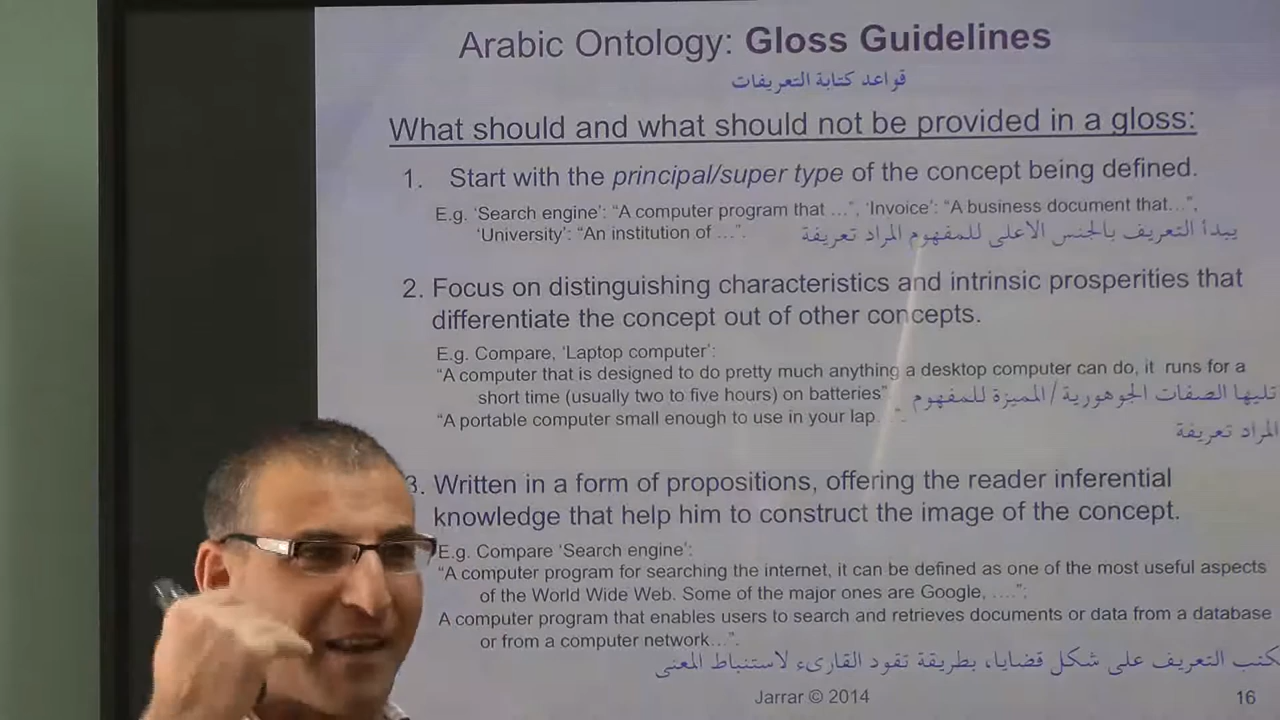 Arabic Ontology: Gloss Guidelines
قواعد كتابة التعريفات
What should and what should not be provided in a gloss:
1. Start with the principal/super type of the concept being defined.
E.g. ‘Search engine’: “A computer program that …”, ‘Invoice’: “A business document that…”,
‘University’: “An institution of …”.
يبدأ التعريف بالجنس الاعلى للمفهوم المراد تعريفة
2. Focus on distinguishing characteristics and intrinsic prosperities that
differentiate the concept out of other concepts.
E.g. Compare, ‘Laptop computer’:
“A computer that is designed to do pretty much anything a desktop computer can do, it runs for a
short time (usually two to five hours) on batteries”
تليها الصفات الجوهورية/المميزة للمفهوم
“A portable computer small enough to use in your lap …”.
المراد تعريفة
3. Written in a form of propositions, offering the reader inferential
knowledge that help him to construct the image of the concept.
E.g. Compare ‘Search engine’:
“A computer program for searching the internet, it can be defined as one of the most useful aspects
of the World Wide Web. Some of the major ones are Google, ….”;
A computer program that enables users to search and retrieves documents or data from a database
or from a computer network…”.
كتب التعريف على شكل قضايا، بطريقة تقود القارىء لاستنباط المعنى
Jarrar © 2014
16